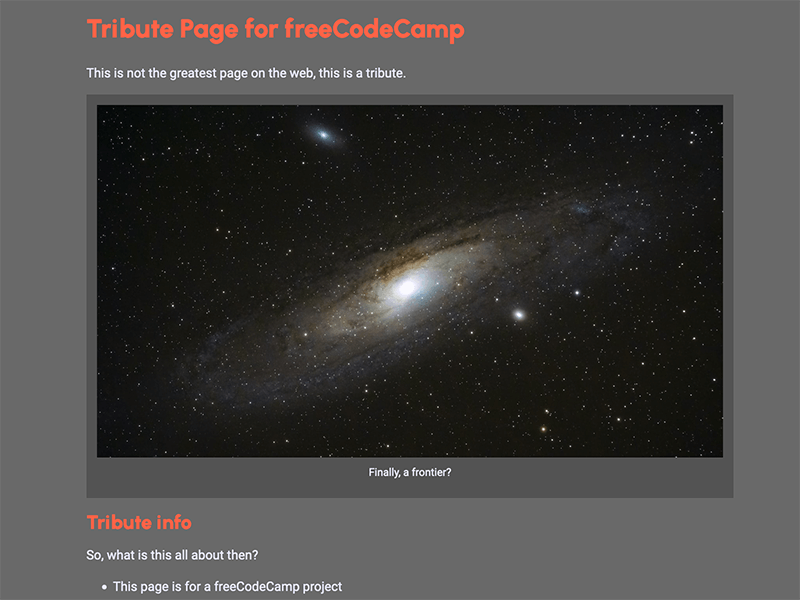 Tribute Page for freeCodeCamp
This is not the greatest page on the web, this is a tribute.
Finally, a frontier?
Tribute info
So, what is this all about then?
• This page is for a freeCodeCamp project